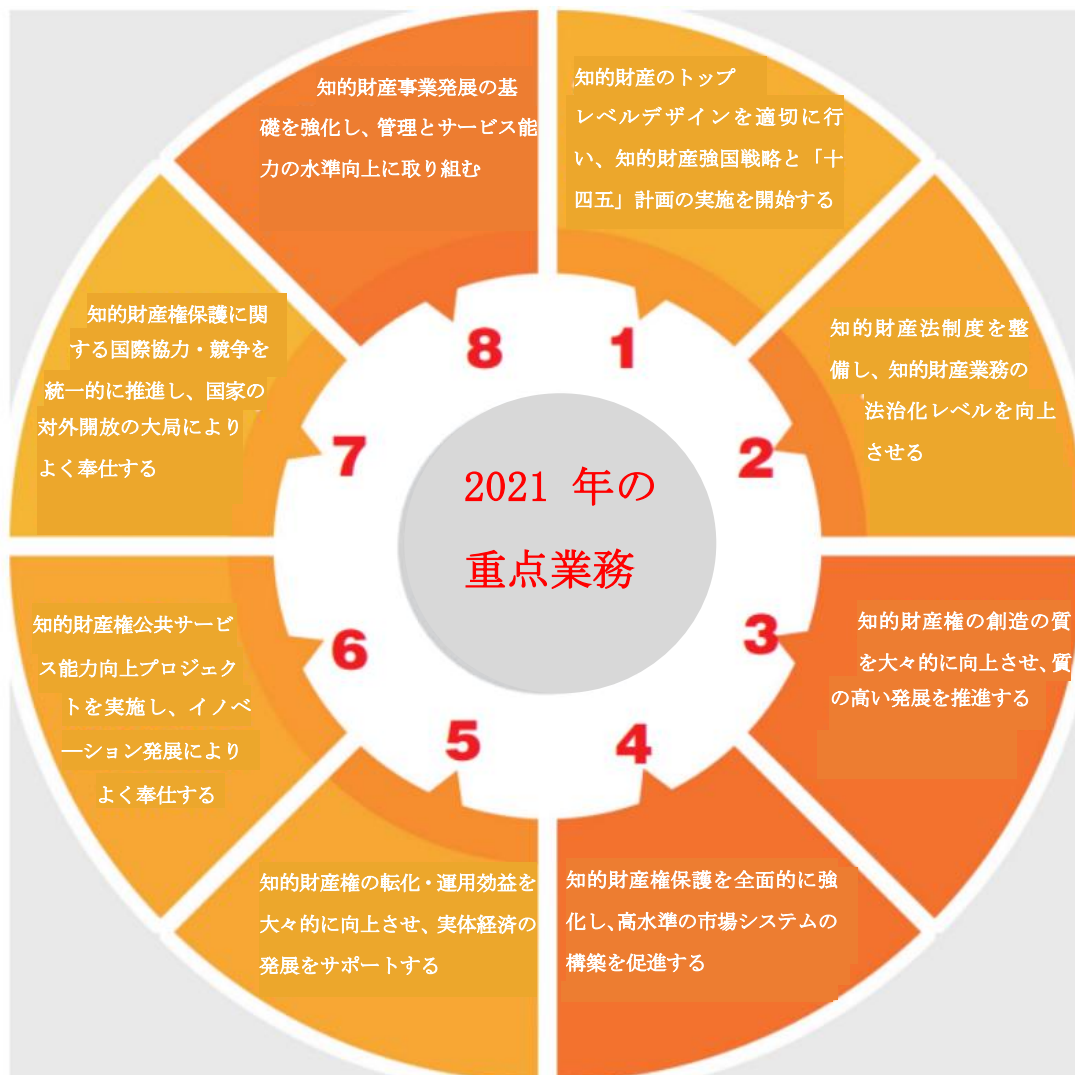 2021 年の
重点業務
1
知的財産のトップ
レベルデザインを適切に行
い、知的財産強国戦略と「十
四五」計画の実施を開始する
2
知的財産法制度を整
備し、知的財産業務の
法治化レベルを向上
させる
3
知的財産権の創造の質
を大々的に向上させ、質
の高い発展を推進する
4
知的財産権保護を全面的に強
化し、高水準の市場システムの
構築を促進する
5
知的財産権の転化・運用効益を
大々的に向上させ、実体経済の
発展をサポートする
6
知的財産権公共サービ
ス能力向上プロジェク
トを実施し、イノベ
ーション発展により
よく奉仕する
7
知的財産権保護に関
する国際協力・競争を
統一的に推進し、国家の
対外開放の大局により
よく奉仕する
8
知的財産事業発展の基
礎を強化し、管理とサービス能
力の水準向上に取り組む